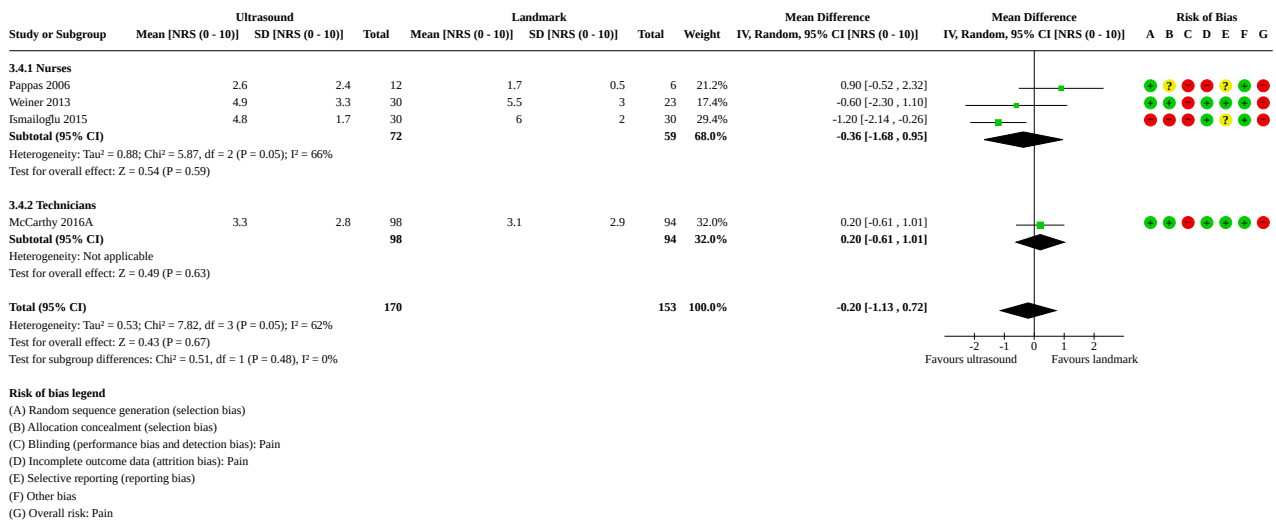 Ultrasound Landmark Mean Difference Mean Difference Risk of Bias
Study or Subgroup Mean [NRS (0 - 10)] SD [NRS (0 - 10)] Total Mean [NRS (0 - 10)] SD [NRS (0 - 10)] Total Weight IV, Random, 95% CI [NRS (0 - 10)] IV, Random, 95% CI [NRS (0 - 10)] A B C D E F G
3.4.1 Nurses
Pappas 2006 2.6 2.4 12 1.7 0.5 6 21.2% 0.90 [-0.52 , 2.32] + ? − − ? + −
Weiner 2013 4.9 3.3 30 5.5 3 23 17.4% -0.60 [-2.30 , 1.10] + + − + + + −
Ismailoğlu 2015 4.8 1.7 30 6 2 30 29.4% -1.20 [-2.14 , -0.26] − − − + ? + −
Subtotal (95% CI) 72 59 68.0% -0.36 [-1.68 , 0.95]
Heterogeneity: Tau² = 0.88; Chi² = 5.87, df = 2 (P = 0.05); I² = 66%
Test for overall effect: Z = 0.54 (P = 0.59)
3.4.2 Technicians
McCarthy 2016A 3.3 2.8 98 3.1 2.9 94 32.0% 0.20 [-0.61 , 1.01] + + − + + + −
Subtotal (95% CI) 98 94 32.0% 0.20 [-0.61 , 1.01]
Heterogeneity: Not applicable
Test for overall effect: Z = 0.49 (P = 0.63)
Total (95% CI) 170 153 100.0% -0.20 [-1.13 , 0.72]
Heterogeneity: Tau² = 0.53; Chi² = 7.82, df = 3 (P = 0.05); I² = 62%
Test for overall effect: Z = 0.43 (P = 0.67)
-2 -1 0 1 2
Test for subgroup differences: Chi² = 0.51, df = 1 (P = 0.48), I² = 0%
Favours ultrasound Favours landmark
Risk of bias legend
(A) Random sequence generation (selection bias)
(B) Allocation concealment (selection bias)
(C) Blinding (performance bias and detection bias): Pain
(D) Incomplete outcome data (attrition bias): Pain
(E) Selective reporting (reporting bias)
(F) Other bias
(G) Overall risk: Pain